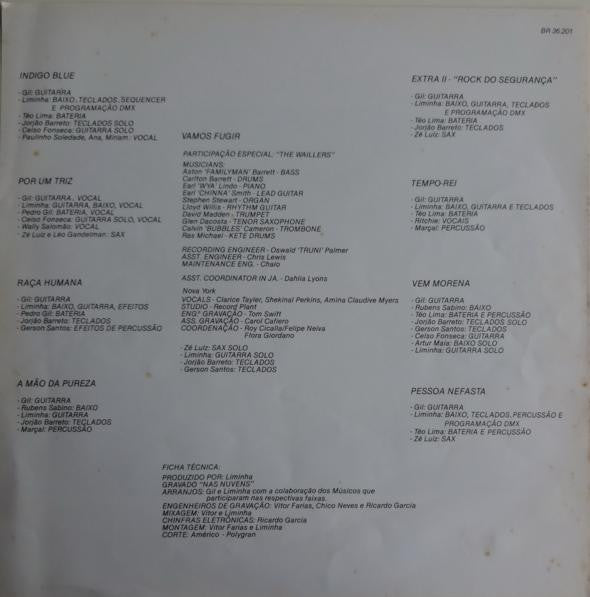 BR 36.201
INDIGO BLUE
- Gil: GUITARRA
- Liminha: BAIXO, TECLADOS, SEQUENCER
E PROGRAMAÇÃO DMX
- Téo Lima: BATERIA
- Jorjão Barreto: TECLADOS SOLO
- Celso Fonseca: GUITARRA SOLO
- Paulinho Soledade, Ana, Miriam: VOCAL
POR UM TRIZ
- Gil: GUITARRA, VOCAL
- Liminha: GUITARRA, BAIXO, VOCAL
- Pedro Gil: BATERIA, VOCAL
- Celso Fonseca: GUITARRA SOLO, VOCAL
- Wally Salomão: VOCAL
- Zé Luiz e Léo Gandelman: SAX
RAÇA HUMANA
- Gil: GUITARRA
- Liminha: BAIXO, GUITARRA, EFEITOS
- Pedro Gil: BATERIA
- Jorjão Barreto: TECLADOS
- Gerson Santos: EFEITOS DE PERCUSSÃO
A MÃO DA PUREZA
- Gil: GUITARRA
- Rubens Sabino: BAIXO
- Liminha: GUITARRA
- Jorjão Barreto: TECLADOS
- Marçal: PERCUSSÃO
VAMOS FUGIR
PARTICIPAÇÃO ESPECIAL: "THE WAILLERS"
MUSICIANS:
Aston 'FAMILYMAN' Barrett - BASS
Carlton Barrett - DRUMS
Earl 'WYA' Lindo - PIANO
Earl 'CHINNA' Smith - LEAD GUITAR
Stephen Stewart - ORGAN
Lloyd Willis - RHYTHM GUITAR
David Madden - TRUMPET
Glen Dacosta - TENOR SAXOPHONE
Calvin 'BUBBLES' Cameron - TROMBONE
Ras Michael - KETE DRUMS
RECORDING ENGINEER - Oswald 'TRUNI' Palmer
ASST. ENGINEER - Chris Lewis
MAINTENANCE ENG. - Chalo
ASST. COORDINATOR IN JA. - Dahlia Lyons
Nova York
VOCALS - Clarice Tayler, Shekinal Perkins, Amina Claudive Myers
STUDIO - Record Plant
ENGº GRAVAÇÃO - Tom Swift
ASS. GRAVAÇÃO - Carol Cafiero
COORDENAÇÃO - Roy Cicalla/Felipe Neiva
Flora Giordano
- Zé Luiz: SAX SOLO
- Liminha: GUITARRA SOLO
- Jorjão Barreto: TECLADOS
- Gerson Santos: TECLADOS
EXTRA II - "ROCK DO SEGURANÇA"
- Gil: GUITARRA
- Liminha: BAIXO, GUITARRA, TECLADOS
E PROGRAMAÇÃO DMX
- Téo Lima: BATERIA
- Jorjão Barreto: TECLADOS
- Zé Luiz: SAX
TEMPO-REI
- Gil: GUITARRA
- Liminha: BAIXO, GUITARRA E TECLADOS
- Téo Lima: BATERIA
- Ritchie: VOCAIS
- Marçal: PERCUSSÃO
VEM MORENA
- Gil: GUITARRA
- Rubens Sabino: BAIXO
- Téo Lima: BATERIA E PERCUSSÃO
- Jorjão Barreto: TECLADOS SOLO
- Gerson Santos: TECLADOS
- Celso Fonseca: GUITARRA
- Artur Maia: BAIXO SOLO
- Liminha: GUITARRA SOLO
PESSOA NEFASTA
- Gil: GUITARRA
- Liminha: BAIXO, TECLADOS, PERCUSSÃO E
PROGRAMAÇÃO DMX
- Téo Lima: BATERIA E PERCUSSÃO
- Zé Luiz: SAX
FICHA TÉCNICA:
PRODUZIDO POR: Liminha
GRAVADO "NAS NUVENS"
ARRANJOS: Gil e Liminha com a colaboração dos Músicos que
participaram nas respectivas faixas.
ENGENHEIROS DE GRAVAÇÃO: Vitor Farias, Chico Neves e Ricardo Garcia
MIXAGEM: Vitor e Liminha
CHINFRAS ELETRÔNICAS: Ricardo Garcia
MONTAGEM: Vitor Farias e Liminha
CORTE: Américo - Polygran